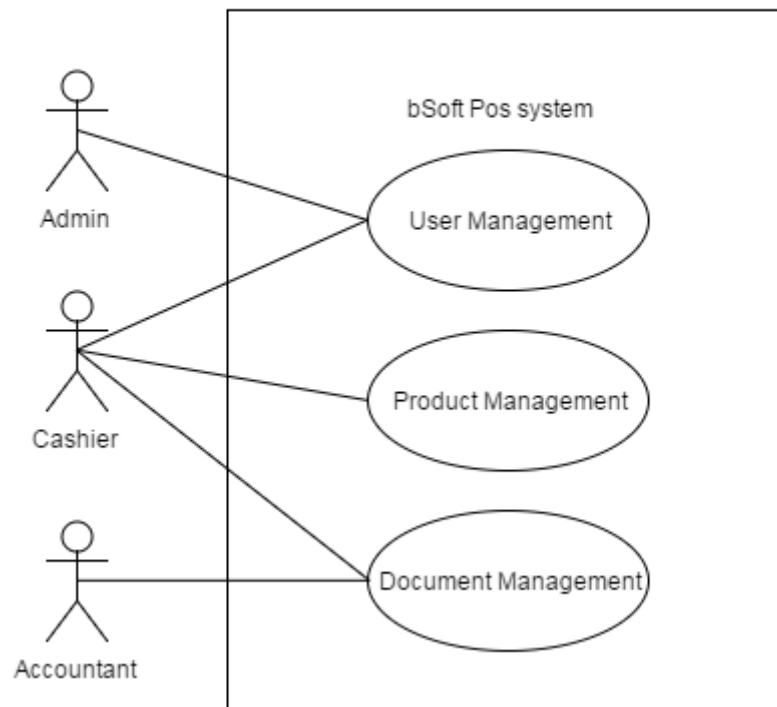 bSoft Pos system
Admin
User Management
Cashier
Product Management
Accountant
Document Management